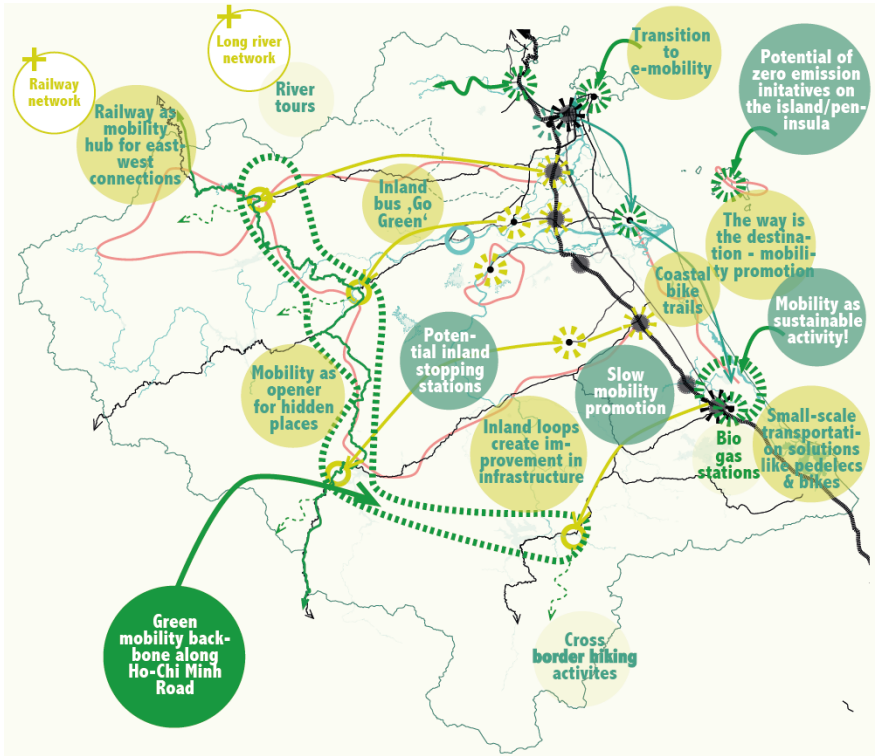 Railway
network
Long river
network
River
tours
Railway as
mobility
hub for east-
west
connections
Inland
bus ‚Go
Green‘
Transition
to
e-mobility
Potential of
zero emission
initatives on
the island/pen-
insula
The way is
the destina-
tion - mobili-
ty promotion
Coastal
bike
trails
Mobility as
sustainable
activity!
Poten-
tial inland
stopping
stations
Slow
mobility
promotion
Mobility as
opener
for hidden
places
Inland loops
create im-
provement in
infrastructure
Bio
gas
stations
Small-scale
transportati-
on solutions
like pedelecs
& bikes
Green
mobility back-
bone along
Ho-Chi Minh
Road
Cross
border biking
activites